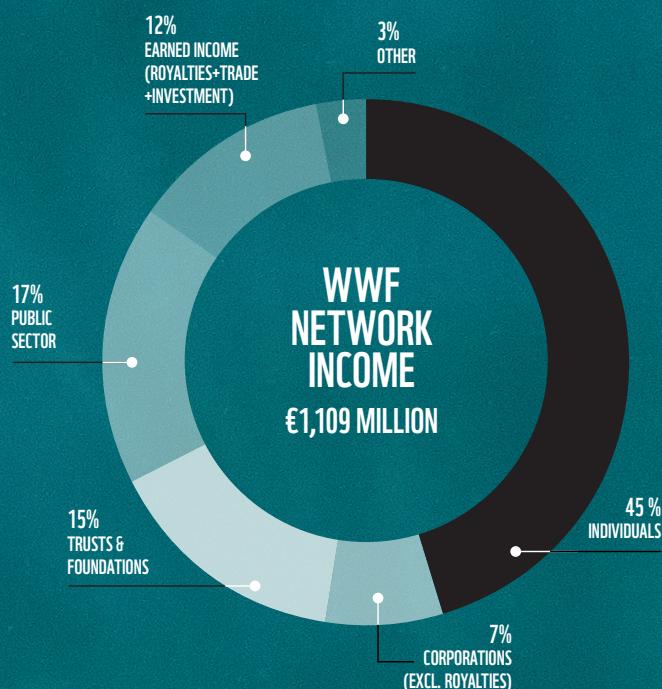 12%
EARNED INCOME
(ROYALTIES+TRADE
+INVESTMENT)
3%
OTHER
WWF
NETWORK
INCOME
€1,109 MILLION
17%
PUBLIC
SECTOR
45 %
INDIVIDUALS
15%
TRUSTS &
FOUNDATIONS
7%
CORPORATIONS
(EXCL. ROYALTIES)